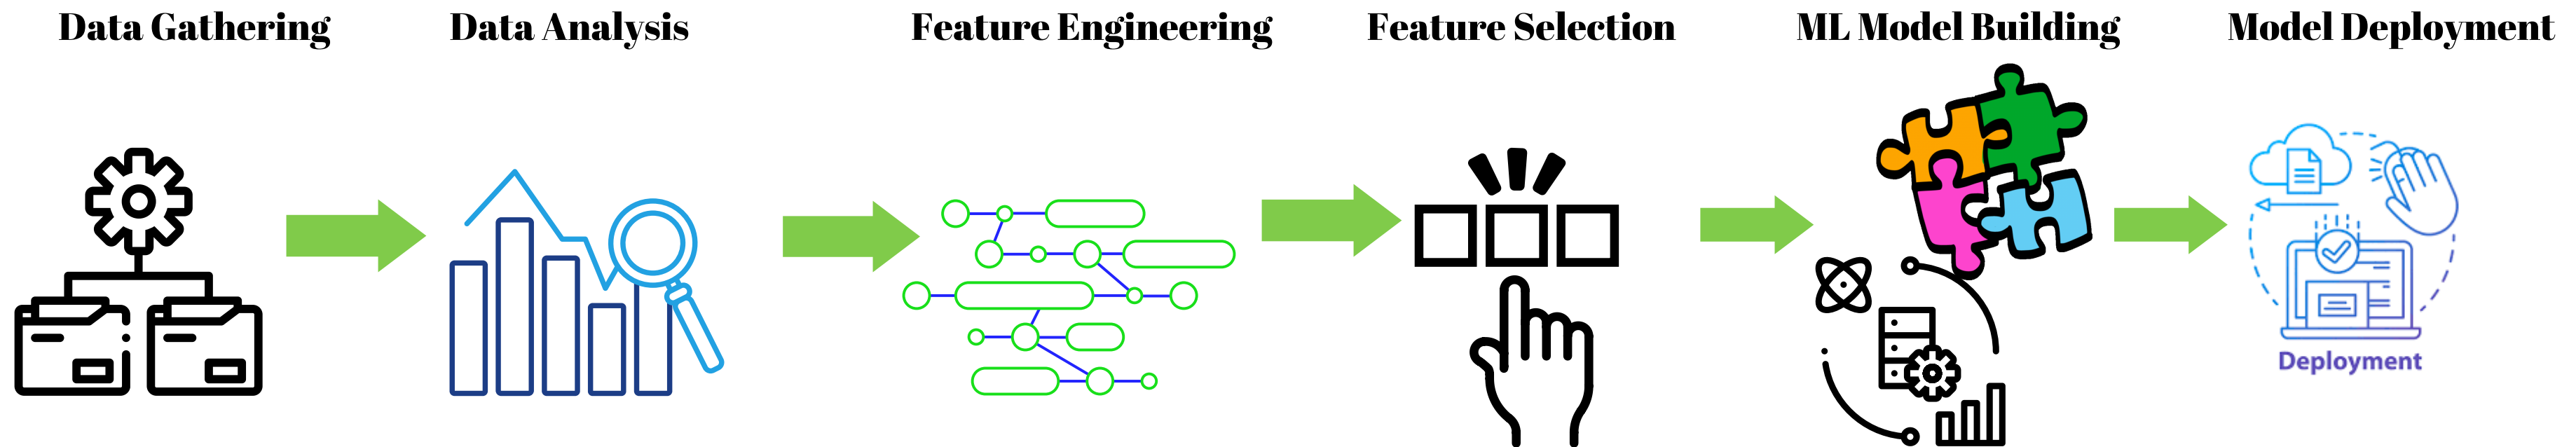 Data Gathering
Data Analysis
Feature Engineering
Feature Selection
ML Model Building
Model Deployment
Deployment